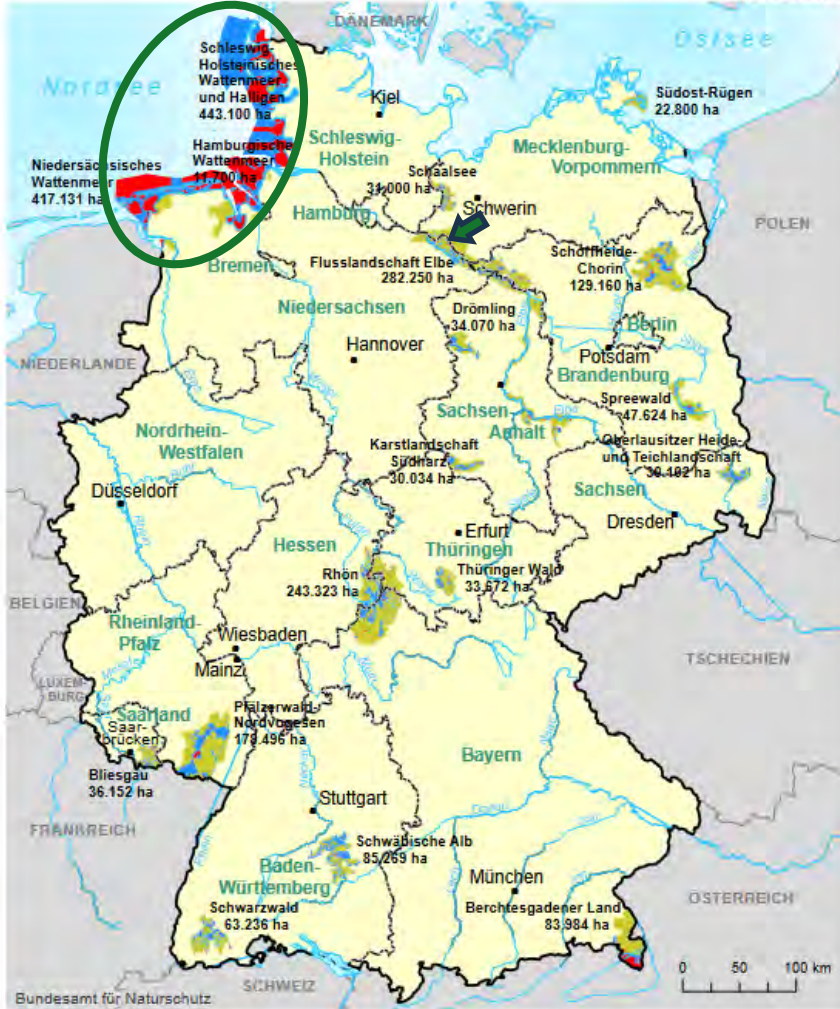 DÄNEMARK
Nordsee
Ostsee
Schleswig-
Holsteinisches
Wattenmeer
und Halligen
443.100 ha
Kiel
Südost-Rügen
22.800 ha
Schleswig-
Holstein
Mecklenburg-
Vorpommern
Hamburgisches
Wattenmeer
11.700 ha
Niedersächsisches
Wattenmeer
417.131 ha
Schaalsee
31.000 ha
Schwerin
Hamburg
POLEN
Bremen
Flusslandschaft Elbe
282.250 ha
Schorfheide-
Chorin
129.160 ha
Niedersachsen
Drömling
34.070 ha
Berlin
Hannover
Potsdam
Brandenburg
NIEDERLANDE
Spreewald
47.624 ha
Sachsen-
Anhalt
Elbe
Nordrhein-
Westfalen
Karstlandschaft
Südharz
30.034 ha
Oberlausitzer Heide-
und Teichlandschaft
30.102 ha
Düsseldorf
Sachsen
Dresden
Erfurt
Hessen
Thüringen
Rhön
243.323 ha
Thüringer Wald
33.672 ha
BELGIEN
Rheinland-
Pfalz
Wiesbaden
Mainz
TSCHECHIEN
LUXEM-
BURG
Saarland
Saar-
brücken
Pfälzerwald-
Nordvogesen
178.496 ha
Bayern
Bliesgau
36.152 ha
Stuttgart
Donau
FRANKREICH
Schwäbische Alb
85.269 ha
Baden-
Württemberg
München
ÖSTERREICH
Schwarzwald
63.236 ha
Berchtesgadener Land
83.984 ha
0 50 100 km
SCHWEIZ
Bundesamt für Naturschutz